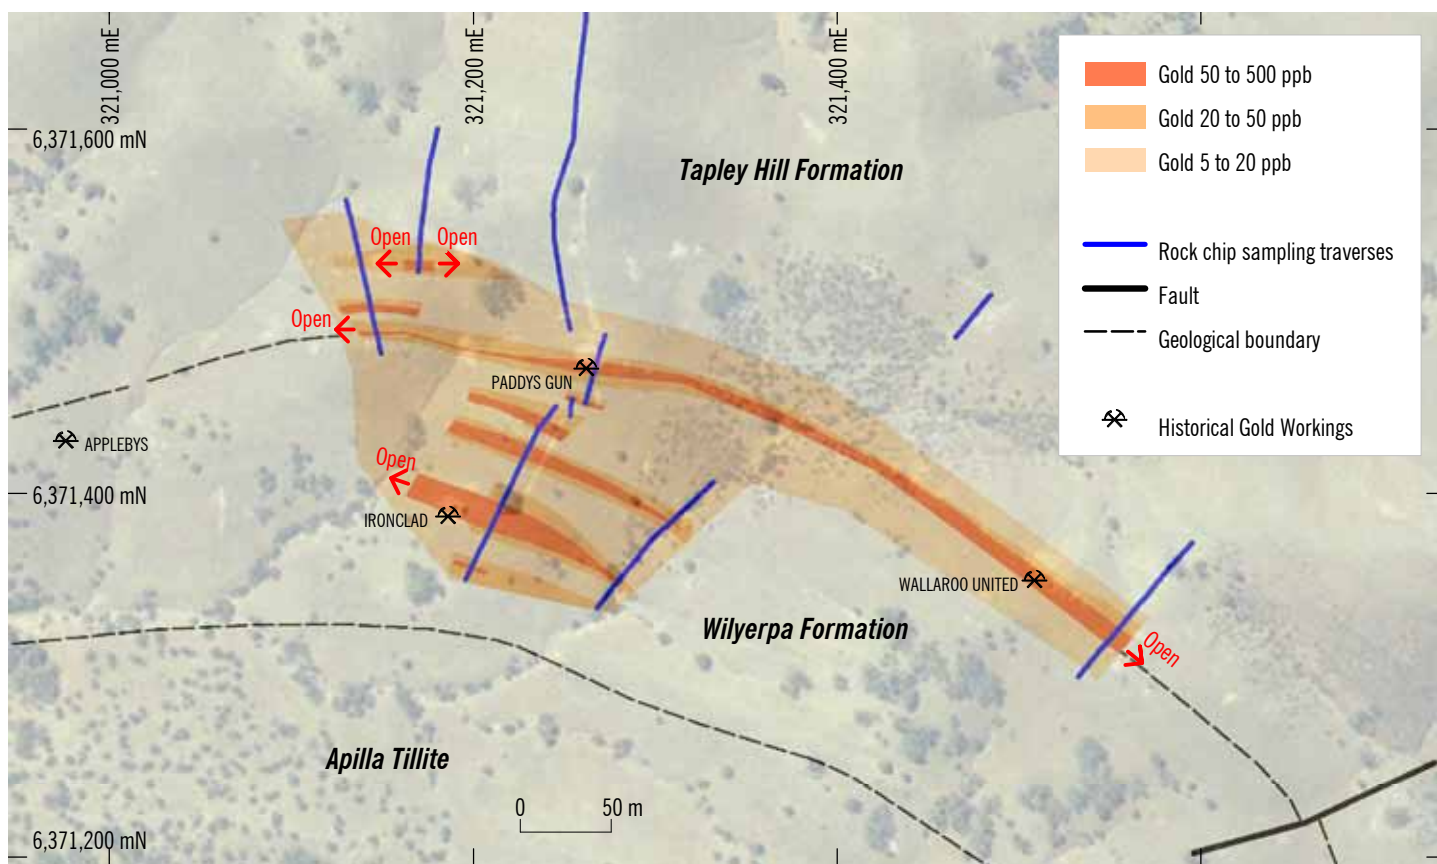 321,000 mE
321,200 mE
321,400 mE
6,371,600 mN
6,371,400 mN
6,371,200 mN
Tapley Hill Formation
Open
Open
Open
PADDYS GUN
APPLEBYS
Open
IRONCLAD
WALLAROO UNITED
Wilyerpa Formation
Open
Apilla Tillite
0 50 m
Gold 50 to 500 ppb
Gold 20 to 50 ppb
Gold 5 to 20 ppb
Rock chip sampling traverses
Fault
Geological boundary
Historical Gold Workings